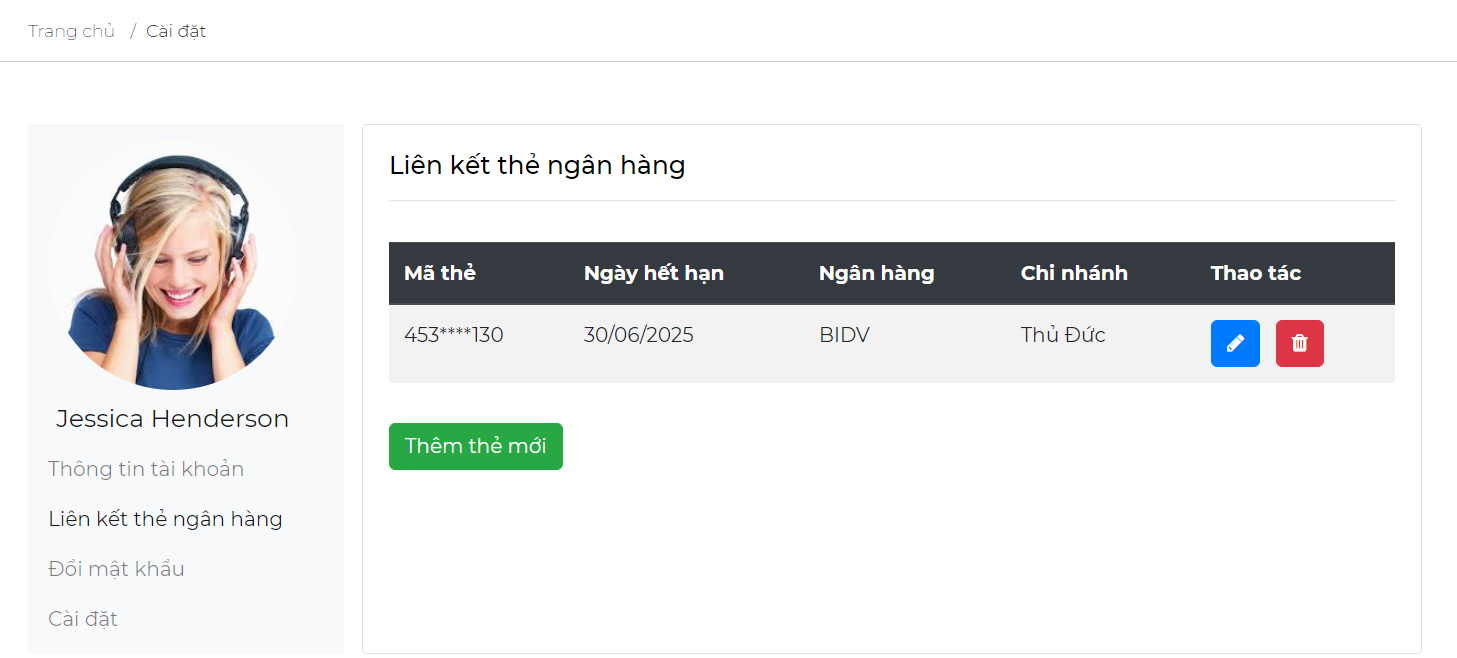 Trang chủ / Cài đặt
Liên kết thẻ ngân hàng
Mã thẻ Ngày hết hạn Ngân hàng Chi nhánh Thao tác
453****130 30/06/2025 BIDV Thủ Đức
Thêm thẻ mới
Jessica Henderson
Thông tin tài khoản
Liên kết thẻ ngân hàng
Đổi mật khẩu
Cài đặt